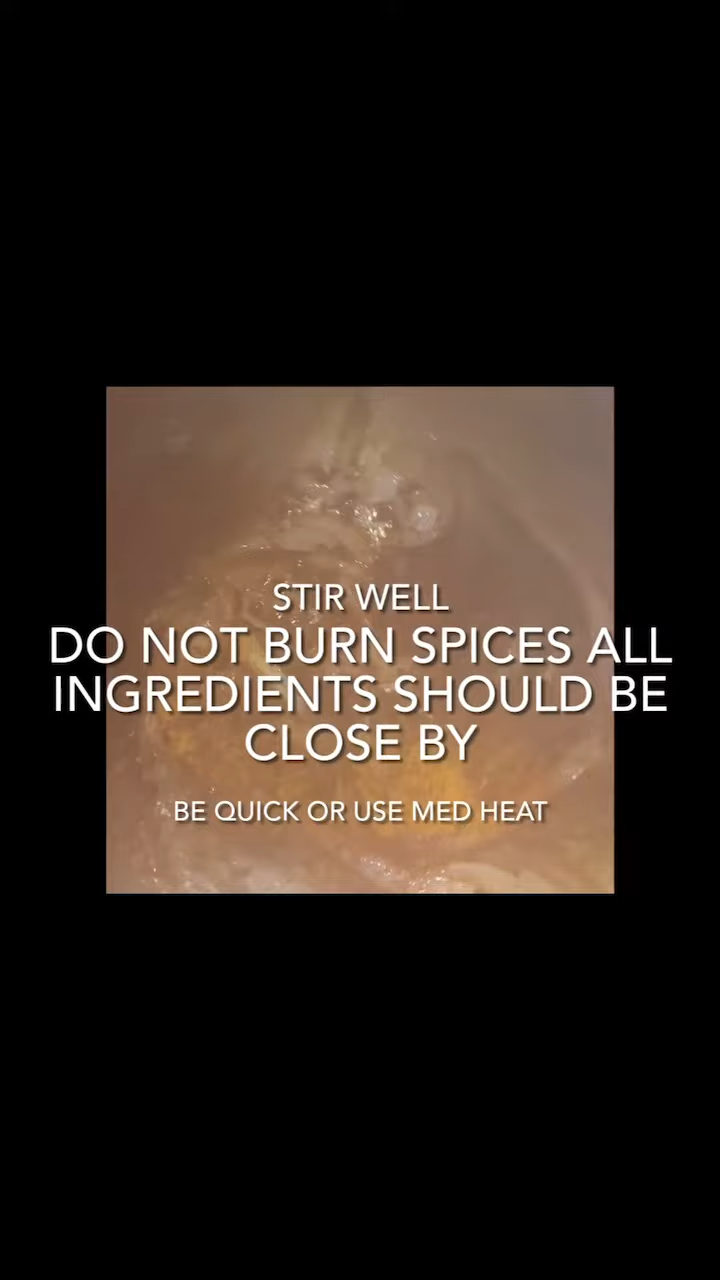 STIR WELL
DO NOT BURN SPICES ALL
INGREDIENTS SHOULD BE
CLOSE BY
BE QUICK OR USE MED HEAT